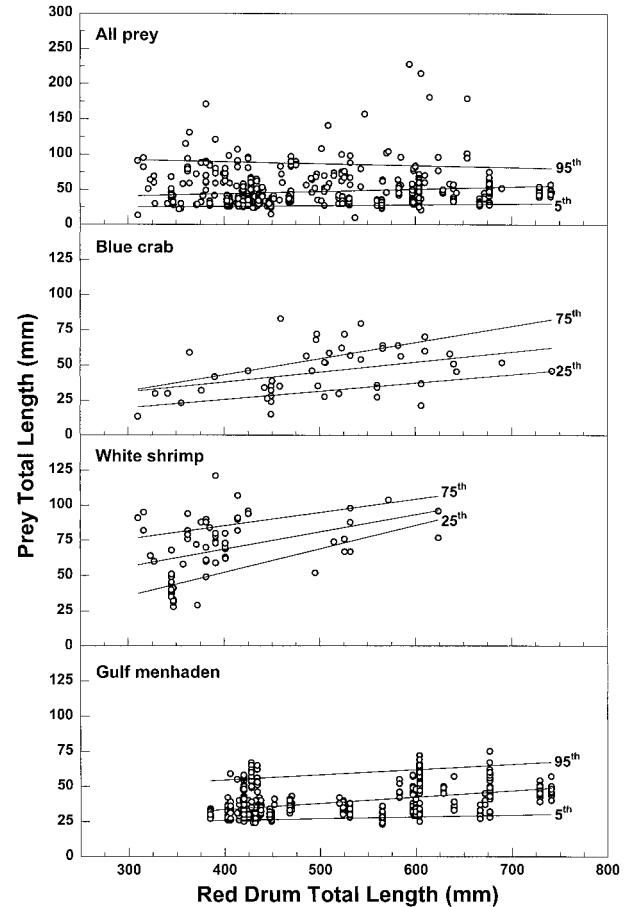 Prey Total Length (mm)
All prey
300
250
200
150
100
50
0
95th
5th
Blue crab
125
100
75
50
25
0
75th
25th
White shrimp
125
100
75
50
25
0
75th
25th
Gulf menhaden
125
100
75
50
25
0
95th
5th
300 400 500 600 700 800
Red Drum Total Length (mm)